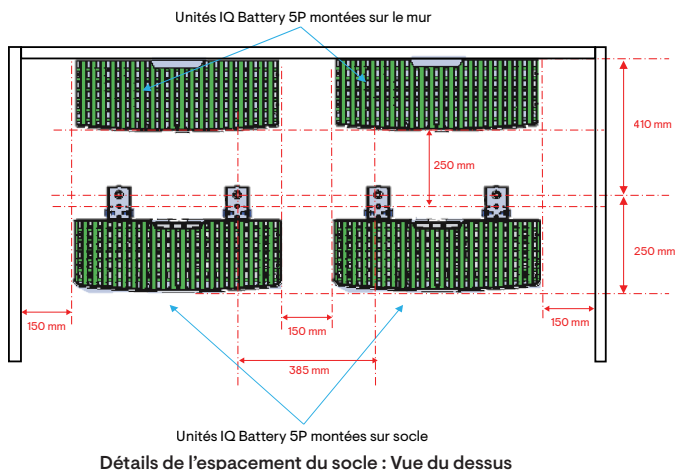 Unités IQ Battery 5P montées sur le mur
410 mm
250 mm
250 mm
150 mm
150 mm
150 mm
385 mm
Unités IQ Battery 5P montées sur socle
Détails de l'espacement du socle : Vue du dessus